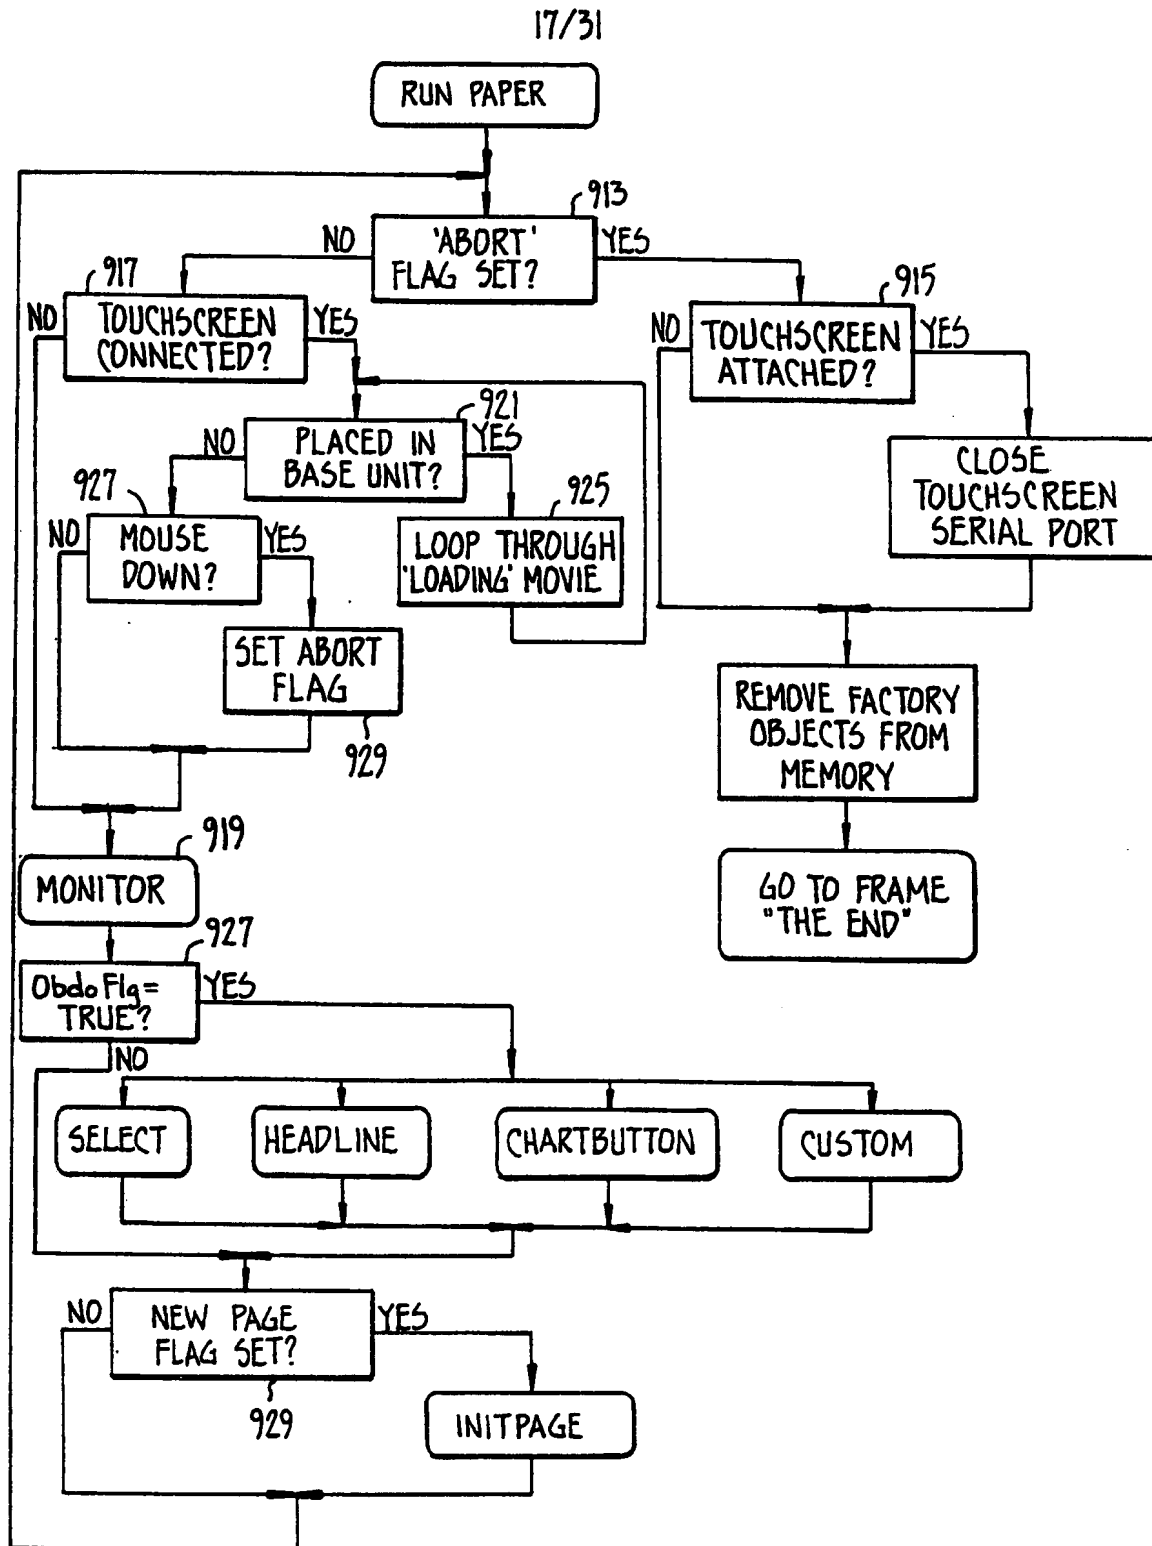 17/31
RUN PAPER
913
'ABORT'
FLAG SET?
NO
YES
917
TOUCHSCREEN
CONNECTED?
NO
YES
915
TOUCHSCREEN
ATTACHED?
NO
YES
921
PLACED IN
BASE UNIT?
NO
YES
CLOSE
TOUCHSCREEN
SERIAL PORT
927
MOUSE
DOWN?
NO
YES
925
LOOP THROUGH
'LOADING' MOVIE
SET ABORT
FLAG
929
REMOVE FACTORY
OBJECTS FROM
MEMORY
919
MONITOR
GO TO FRAME
"THE END"
927
ObdoFlg=
TRUE?
YES
NO
SELECT
HEADLINE
CHARTBUTTON
CUSTOM
NEW PAGE
FLAG SET?
NO
YES
929
INITPAGE